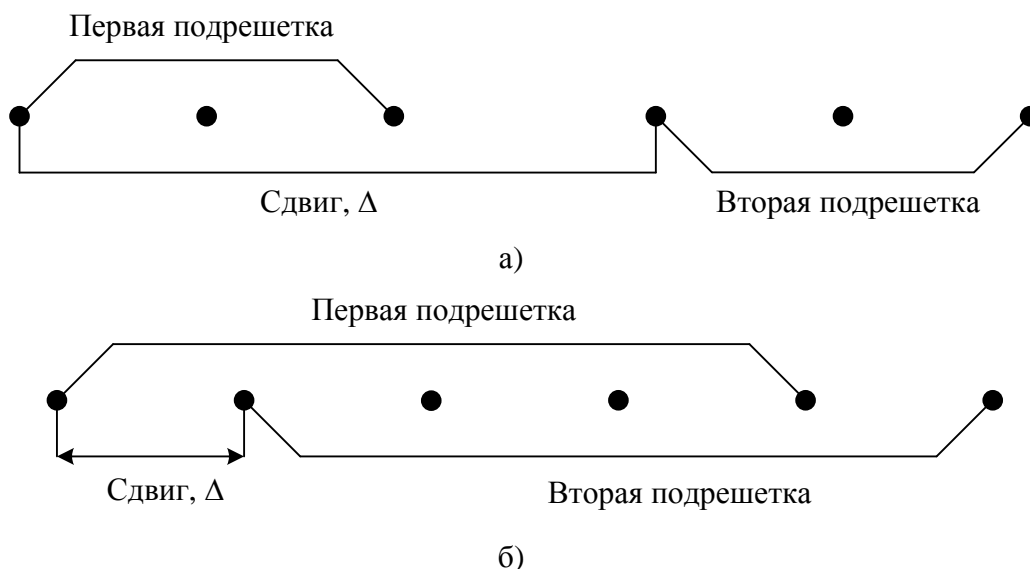 Первая подрешетка
Сдвиг, Δ
Вторая подрешетка
а)
Первая подрешетка
Сдвиг, Δ
Вторая подрешетка
б)